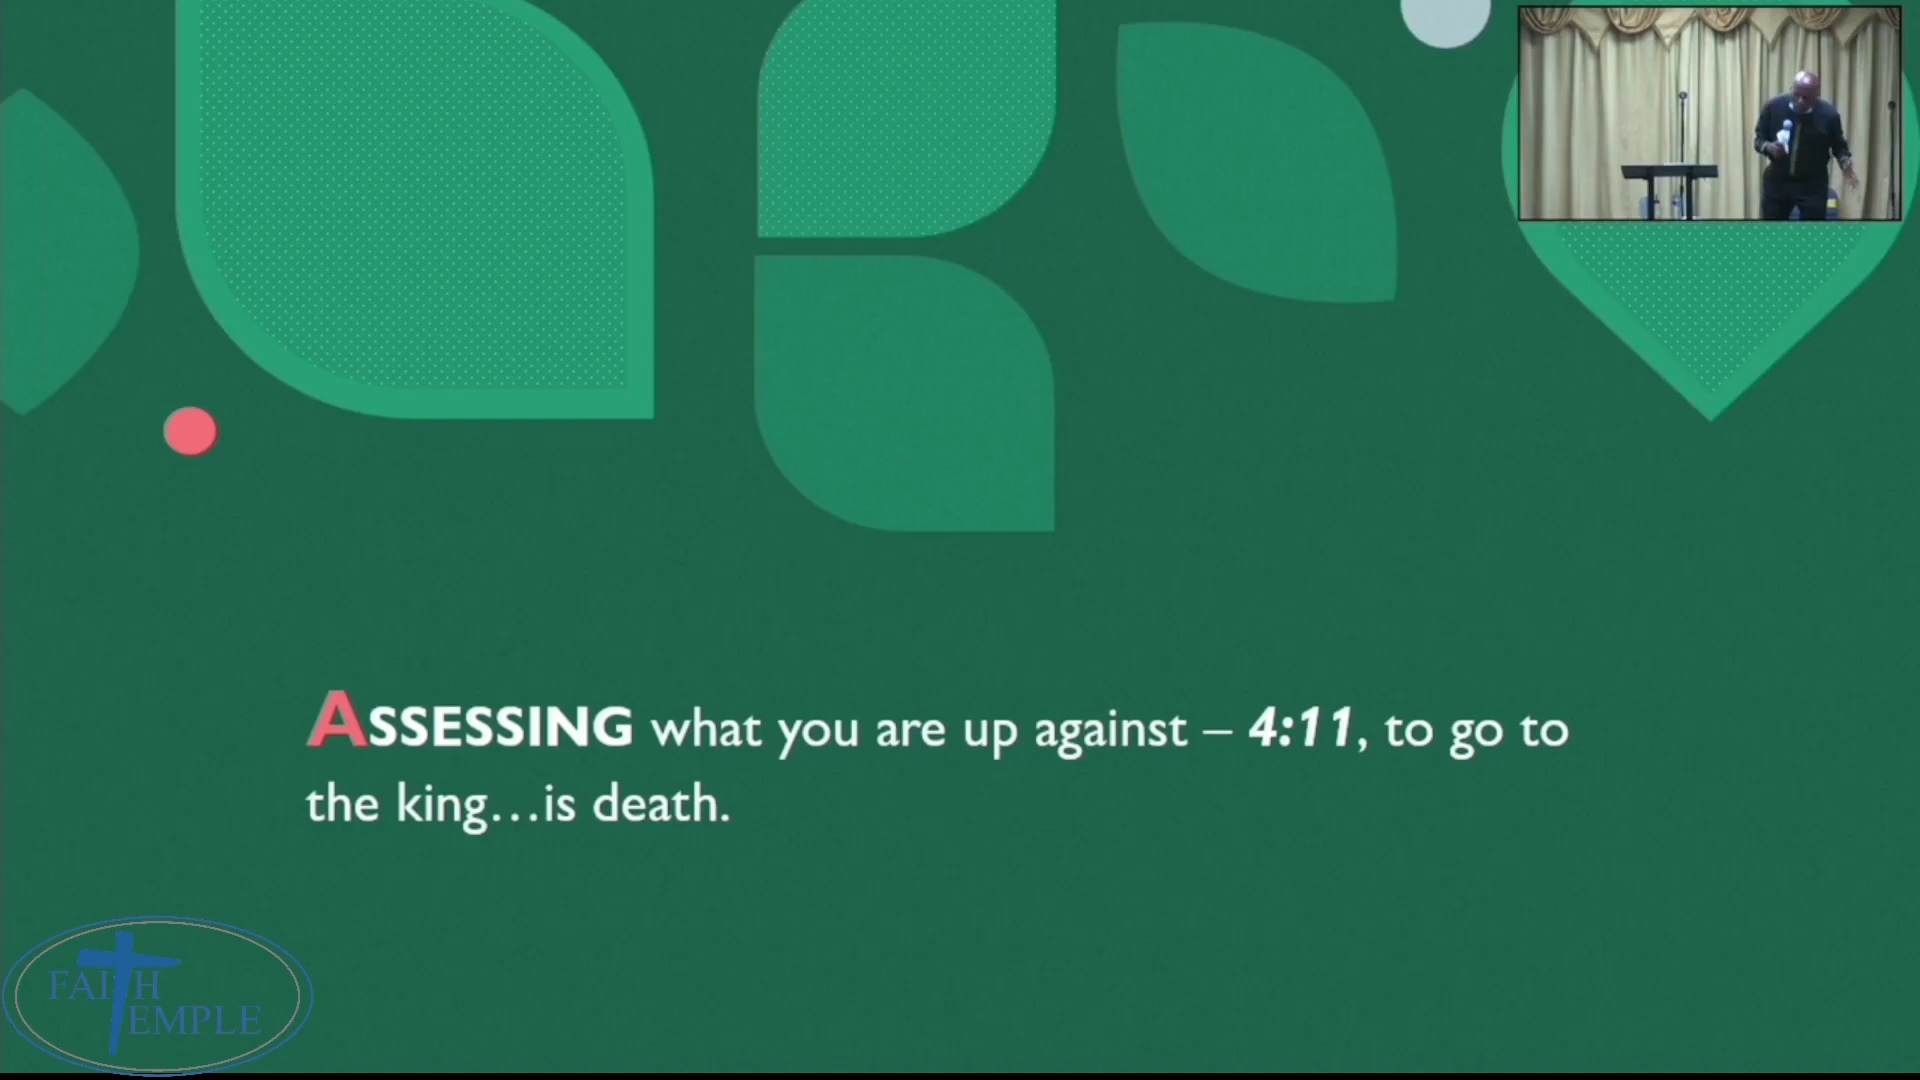 ASSESSING what you are up against – 4:11, to go to
the king...is death.
FAITH
TEMPLE